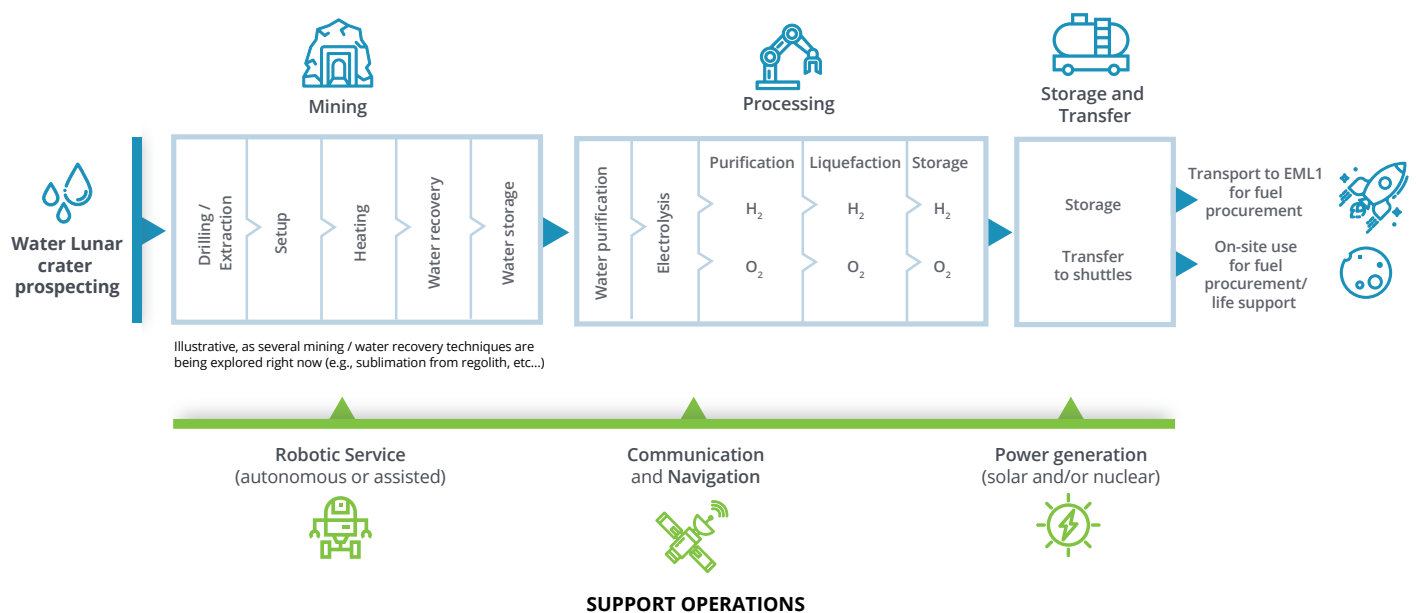 Mining
Processing
Storage and
Transfer
Water Lunar
crater
prospecting
Drilling /
Extraction
Setup
Heating
Water recovery
Water storage
Water purification
Electrolysis
Purification
H₂
O₂
Liquefaction
H₂
O₂
Storage
H₂
O₂
Storage
Transfer
to shuttles
Transport to EML1
for fuel
procurement
On-site use
for fuel
procurement/
life support
Illustrative, as several mining / water recovery techniques are
being explored right now (e.g., sublimation from regolith, etc...)
Robotic Service
(autonomous or assisted)
Communication
and Navigation
Power generation
(solar and/or nuclear)
SUPPORT OPERATIONS